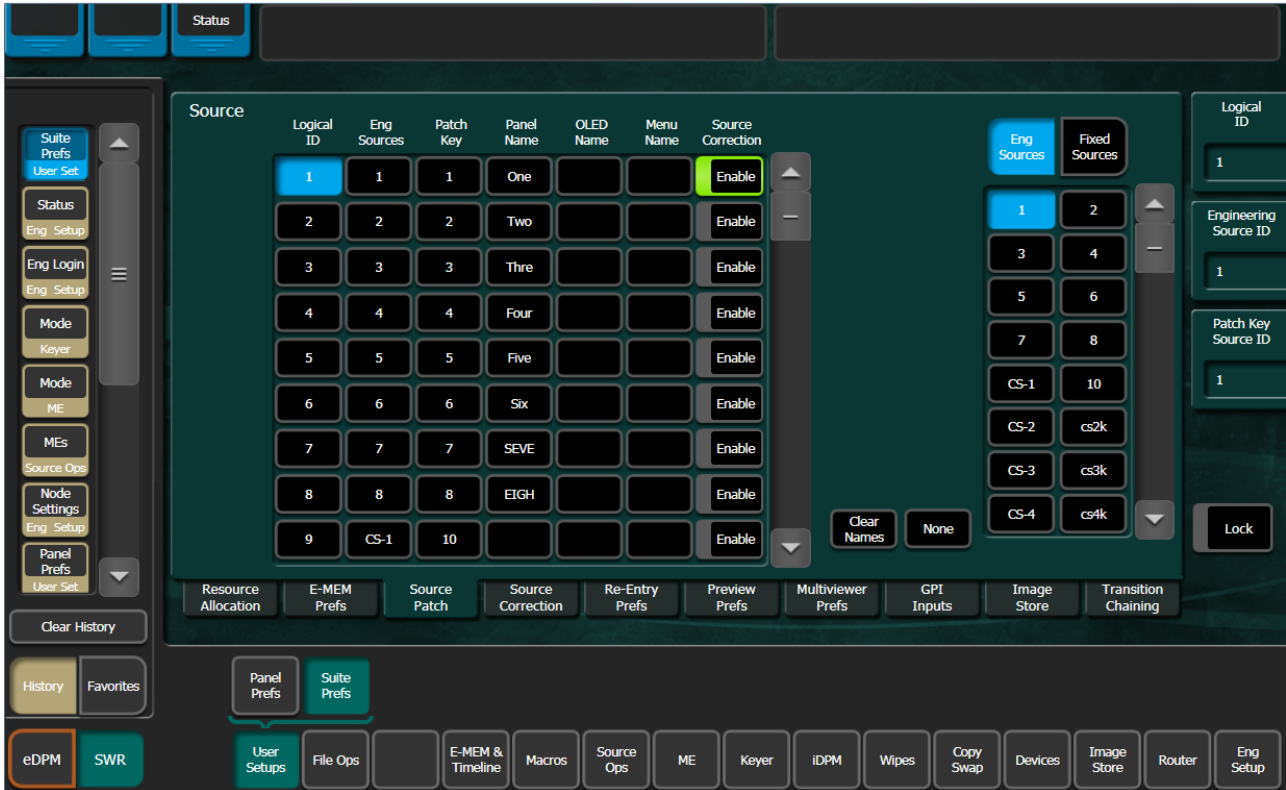 Status
Suite
Prefs
User Set
Status
Eng Setup
Eng Login
Eng Setup
Mode
Keyer
Mode
ME
MEs
Source Ops
Node
Settings
Eng Setup
Panel
Prefs
User Set
Clear History
History Favorites
eDPM SWR
Source
Logical
ID
Eng
Sources
Patch
Key
Panel
Name
OLED
Name
Menu
Name
Source
Correction
1 1 1 One Enable
2 2 2 Two Enable
3 3 3 Thre Enable
4 4 4 Four Enable
5 5 5 Five Enable
6 6 6 Six Enable
7 7 7 SEVE Enable
8 8 8 EIGH Enable
9 CS-1 10 Enable
Clear
Names
None
Eng
Sources
Fixed
Sources
1 2
3 4
5 6
7 8
CS-1 10
CS-2 cs2k
CS-3 cs3k
CS-4 cs4k
Logical
ID
1
Engineering
Source ID
1
Patch Key
Source ID
1
Lock
Resource
Allocation
E-MEM
Prefs
Source
Patch
Source
Correction
Re-Entry
Prefs
Preview
Prefs
Multiviewer
Prefs
GPI
Inputs
Image
Store
Transition
Chaining
Panel
Prefs
Suite
Prefs
User
Setups
File Ops
E-MEM &
Timeline
Macros
Source
Ops
ME
Keyer
iDPM
Wipes
Copy
Swap
Devices
Image
Store
Router
Eng
Setup